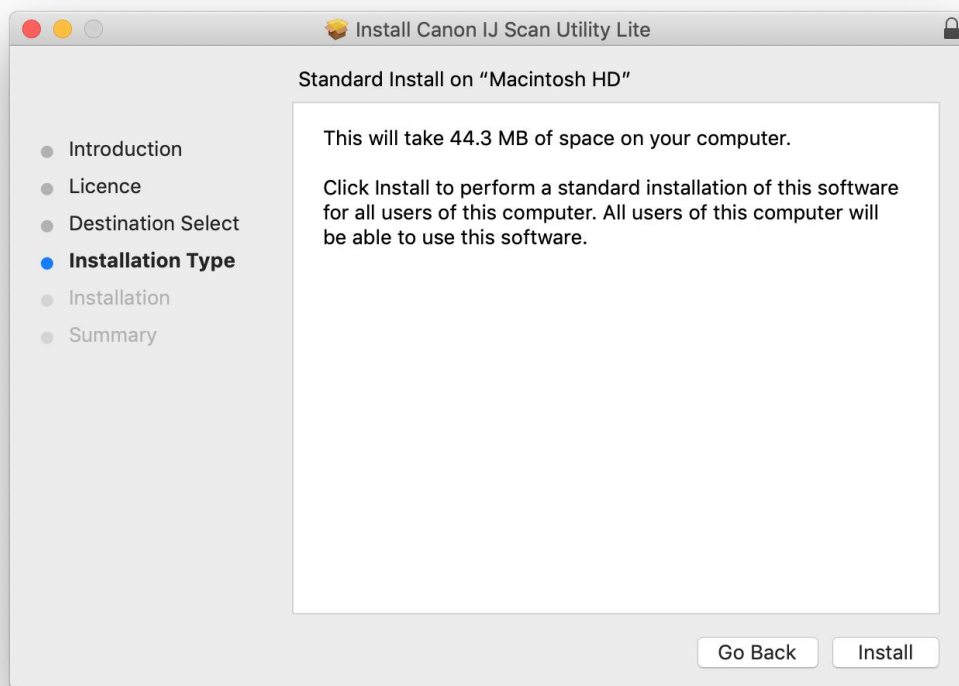 Install Canon IJ Scan Utility Lite
Standard Install on “Macintosh HD”
Introduction
Licence
Destination Select
Installation Type
Installation
Summary
This will take 44.3 MB of space on your computer.
Click Install to perform a standard installation of this software
for all users of this computer. All users of this computer will
be able to use this software.
Go Back
Install